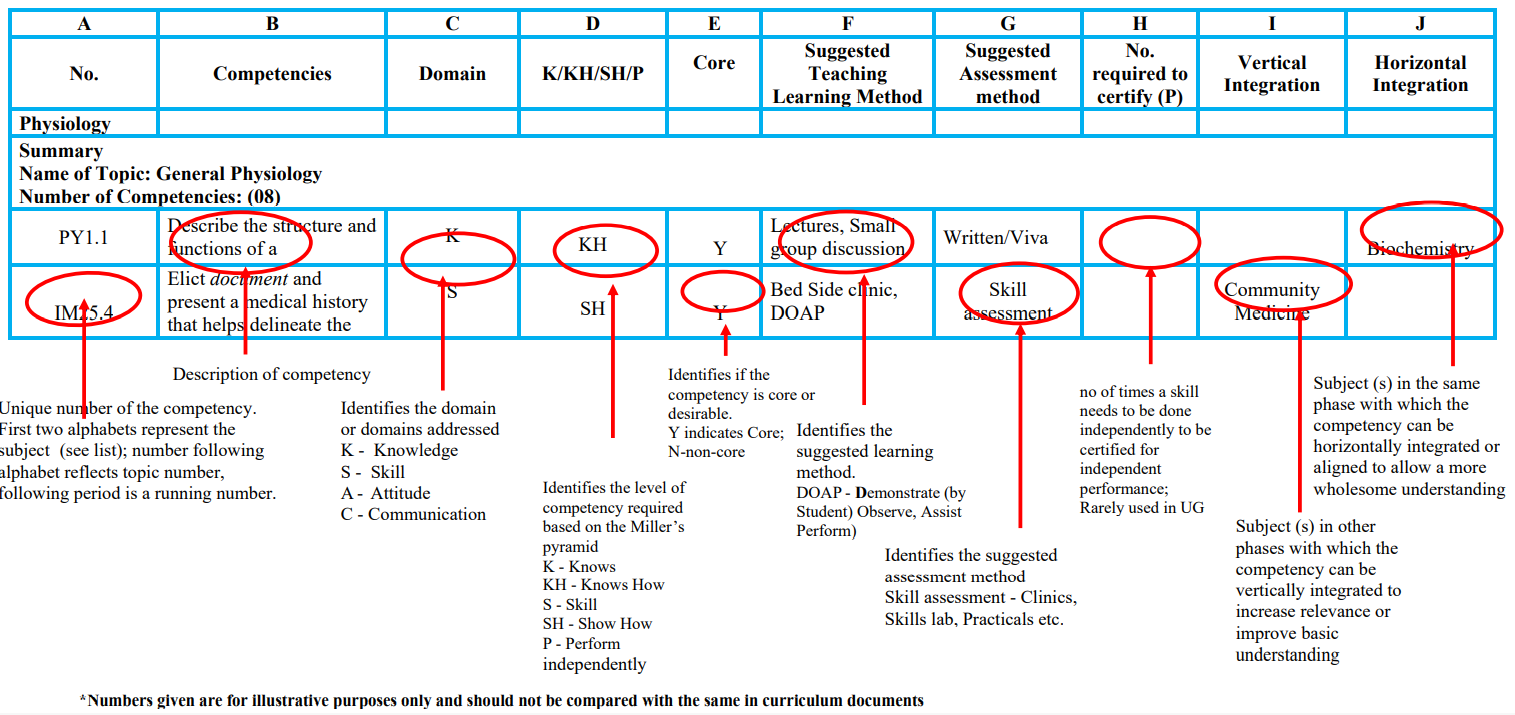 A B C D E F G H I J
No. Competencies Domain K/KH/SH/P Core Suggested Teaching Learning Method Suggested Assessment method No. required to certify (P) Vertical Integration Horizontal Integration
Physiology
Summary
Name of Topic: General Physiology
Number of Competencies: (08)
PY1.1
Describe the structure and
functions of a
K
KH
Y
Lectures, Small
group discussion
Written/Viva
Biochemistry
IM25.4
Elict document and
present a medical history
that helps delineate the
S
SH
Y
Bed Side clinic,
DOAP
Skill
assessment
Community
Medicine
Unique number of the competency.
First two alphabets represent the
subject (see list); number following
alphabet reflects topic number,
following period is a running number.
Description of competency
Identifies the domain
or domains addressed
K - Knowledge
S - Skill
A - Attitude
C - Communication
Identifies the level of
competency required
based on the Miller’s
pyramid
K - Knows
KH - Knows How
S - Skill
SH - Show How
P - Perform
independently
Identifies if the
competency is core or
desirable.
Y indicates Core;
N-non-core
Identifies the
suggested learning
method.
DOAP - Demonstrate (by
Student) Observe, Assist
Perform)
Identifies the suggested
assessment method
Skill assessment - Clinics,
Skills lab, Practicals etc.
no of times a skill
needs to be done
independently to be
certified for
independent
performance;
Rarely used in UG
Subject (s) in other
phases with which the
competency can be
vertically integrated to
increase relevance or
improve basic
understanding
Subject (s) in the same
phase with which the
competency can be
horizontally integrated or
aligned to allow a more
wholesome understanding
*Numbers given are for illustrative purposes only and should not be compared with the same in curriculum documents